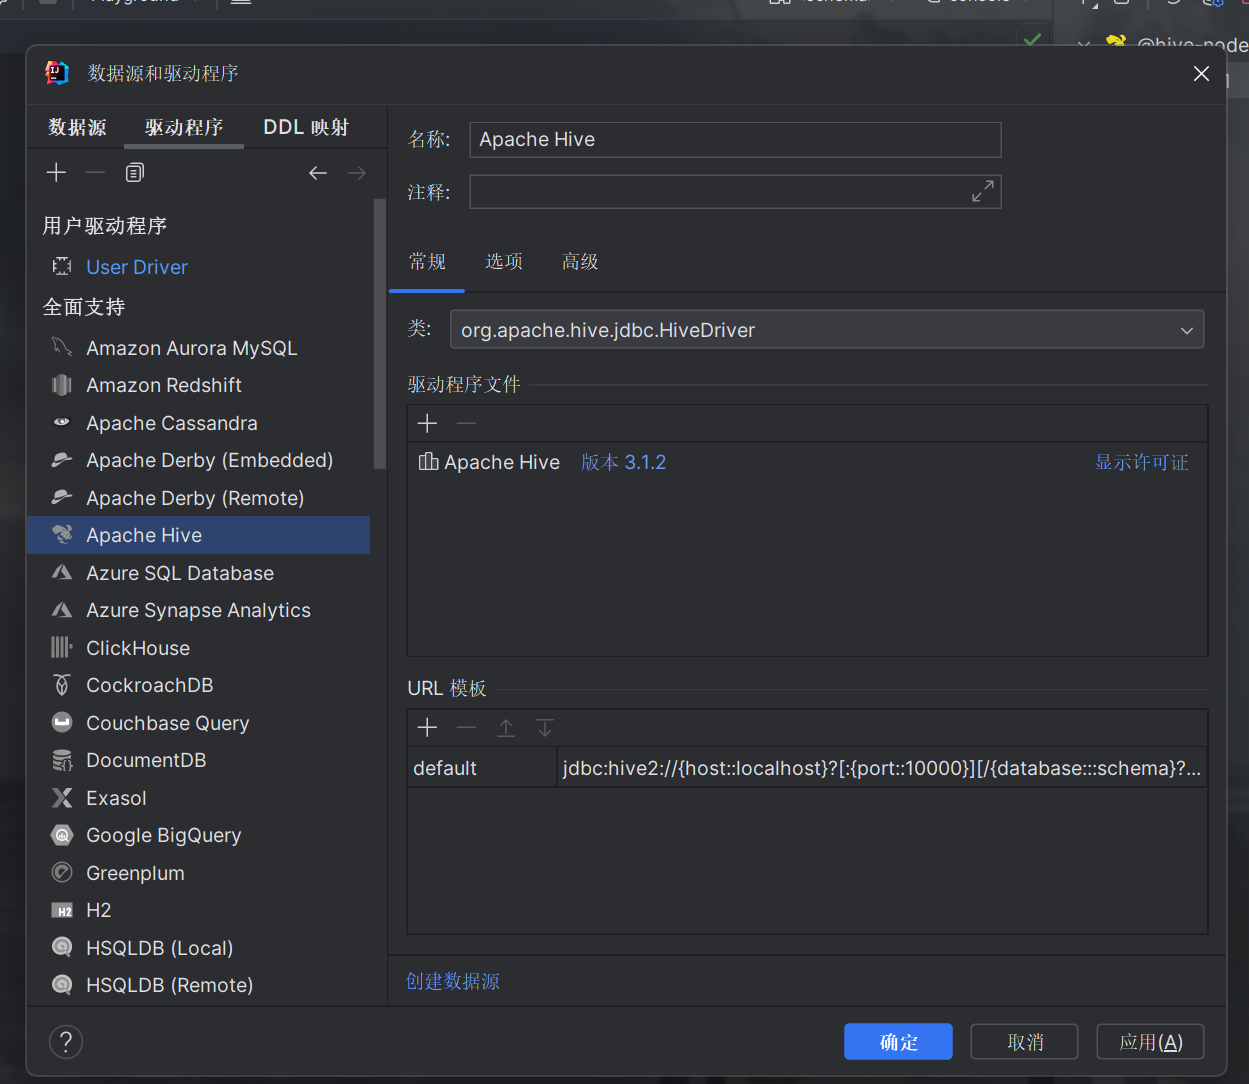 数据源和驱动程序
数据源
驱动程序
DDL 映射
用户驱动程序
User Driver
全面支持
Amazon Aurora MySQL
Amazon Redshift
Apache Cassandra
Apache Derby (Embedded)
Apache Derby (Remote)
Apache Hive
Azure SQL Database
Azure Synapse Analytics
ClickHouse
CockroachDB
Couchbase Query
DocumentDB
Exasol
Google BigQuery
Greenplum
H2
HSQLDB (Local)
HSQLDB (Remote)
名称: Apache Hive
注释:
常规 选项 高级
类: org.apache.hive.jdbc.HiveDriver
驱动程序文件
Apache Hive 版本 3.1.2 显示许可证
URL 模板
default jdbc:hive2://{host::localhost}?[:{port::10000}][/{database:::schema}?...
创建数据源
? 确定 取消 应用(A)